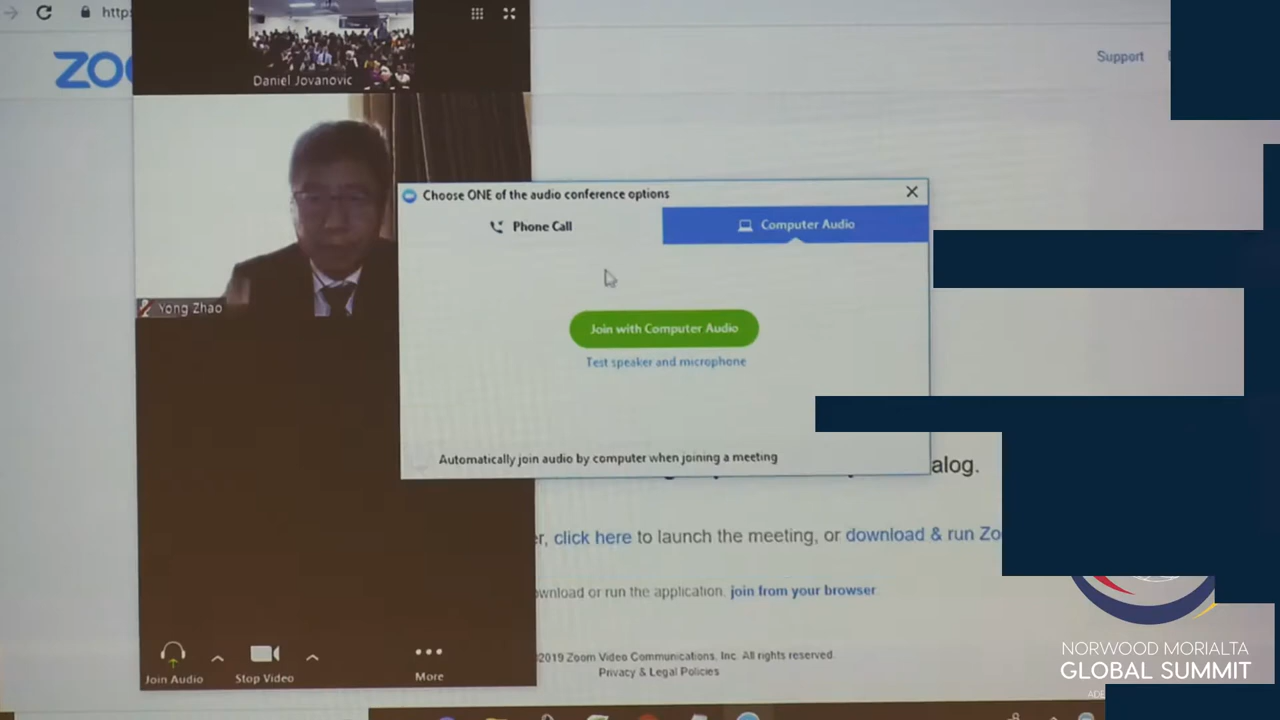 https
Support
ZOO
Daniel Jovanovic
Choose ONE of the audio conference options
Phone Call
Computer Audio
Yong Zhao
Join with Computer Audio
Test speaker and microphone
Automatically join audio by computer when joining a meeting
alog.
er, click here to launch the meeting, or download & run Zo
ownload or run the application, join from your browser
©2019 Zoom Video Communications, Inc. All rights reserved.
Privacy & Legal Policies
Join Audio
Stop Video
More
NORWOOD MORIALTA
GLOBAL SUMMIT